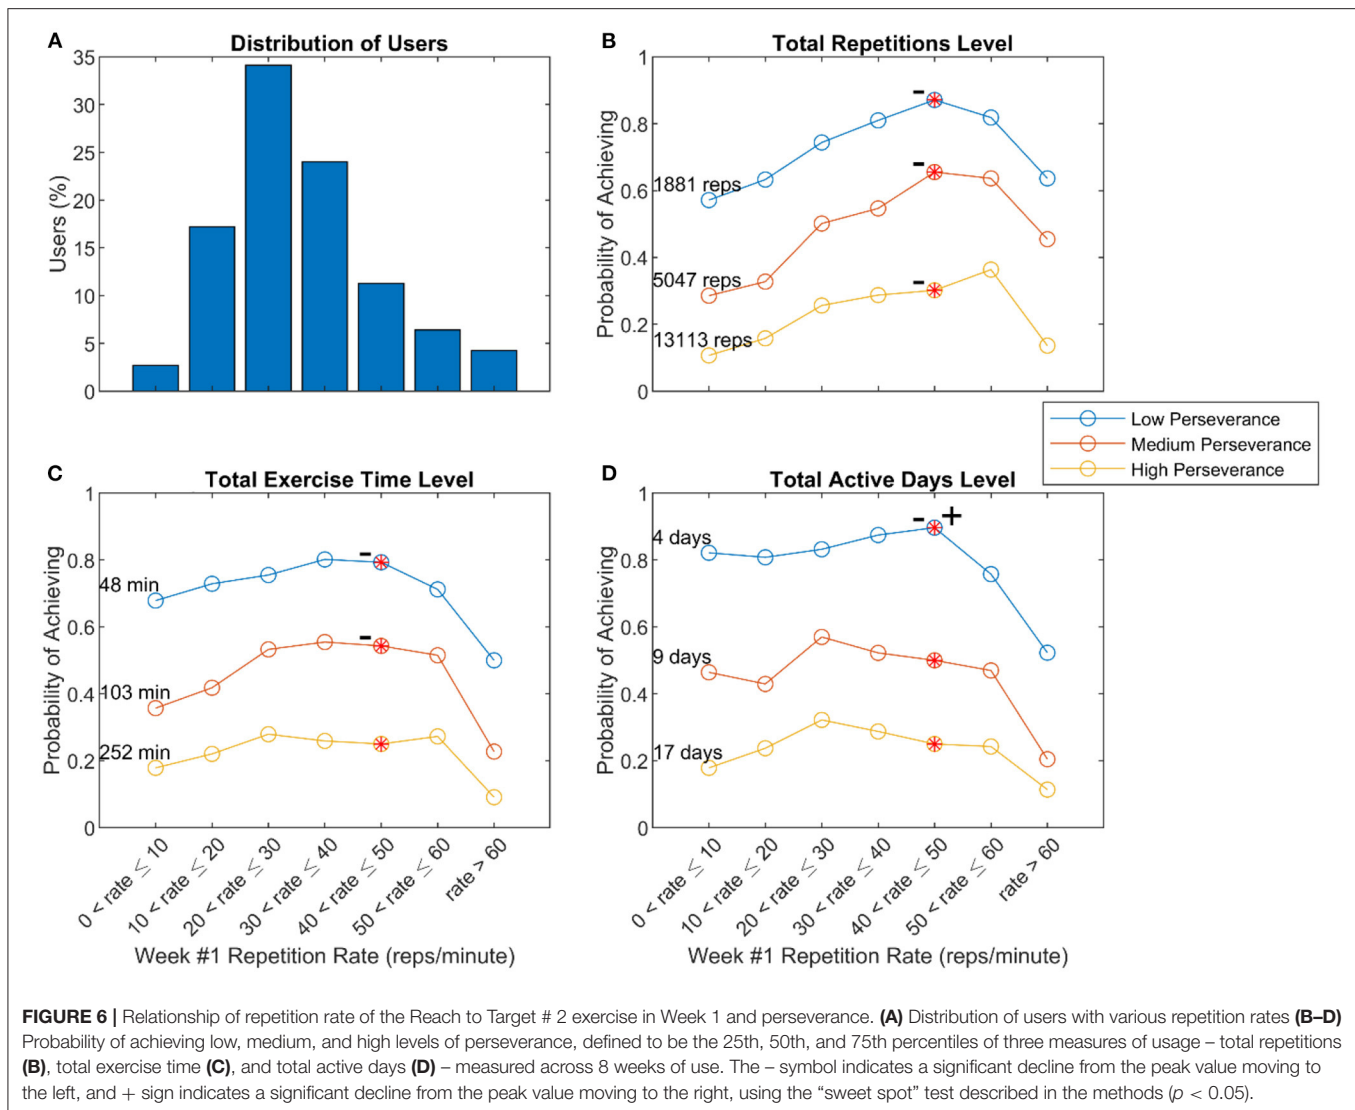 A
Distribution of Users
35
30
25
20
15
10
5
0
Users (%)
B
Total Repetitions Level
1
0.8
0.6
0.4
0.2
0
Probability of Achieving
-
-
-
1881 reps
5047 reps
13113 reps
Low Perseverance
Medium Perseverance
High Perseverance
C
Total Exercise Time Level
1
0.8
0.6
0.4
0.2
0
Probability of Achieving
-
-
48 min
103 min
252 min
0 < rate ≤ 10
10 < rate ≤ 20
20 < rate ≤ 30
30 < rate ≤ 40
40 < rate ≤ 50
50 < rate ≤ 60
rate > 60
Week #1 Repetition Rate (reps/minute)
D
Total Active Days Level
1
0.8
0.6
0.4
0.2
0
Probability of Achieving
- +
4 days
9 days
17 days
0 < rate ≤ 10
10 < rate ≤ 20
20 < rate ≤ 30
30 < rate ≤ 40
40 < rate ≤ 50
50 < rate ≤ 60
rate > 60
Week #1 Repetition Rate (reps/minute)
FIGURE 6 | Relationship of repetition rate of the Reach to Target # 2 exercise in Week 1 and perseverance. (A) Distribution of users with various repetition rates (B–D)
Probability of achieving low, medium, and high levels of perseverance, defined to be the 25th, 50th, and 75th percentiles of three measures of usage – total repetitions
(B), total exercise time (C), and total active days (D) – measured across 8 weeks of use. The – symbol indicates a significant decline from the peak value moving to
the left, and + sign indicates a significant decline from the peak value moving to the right, using the “sweet spot” test described in the methods (p < 0.05).